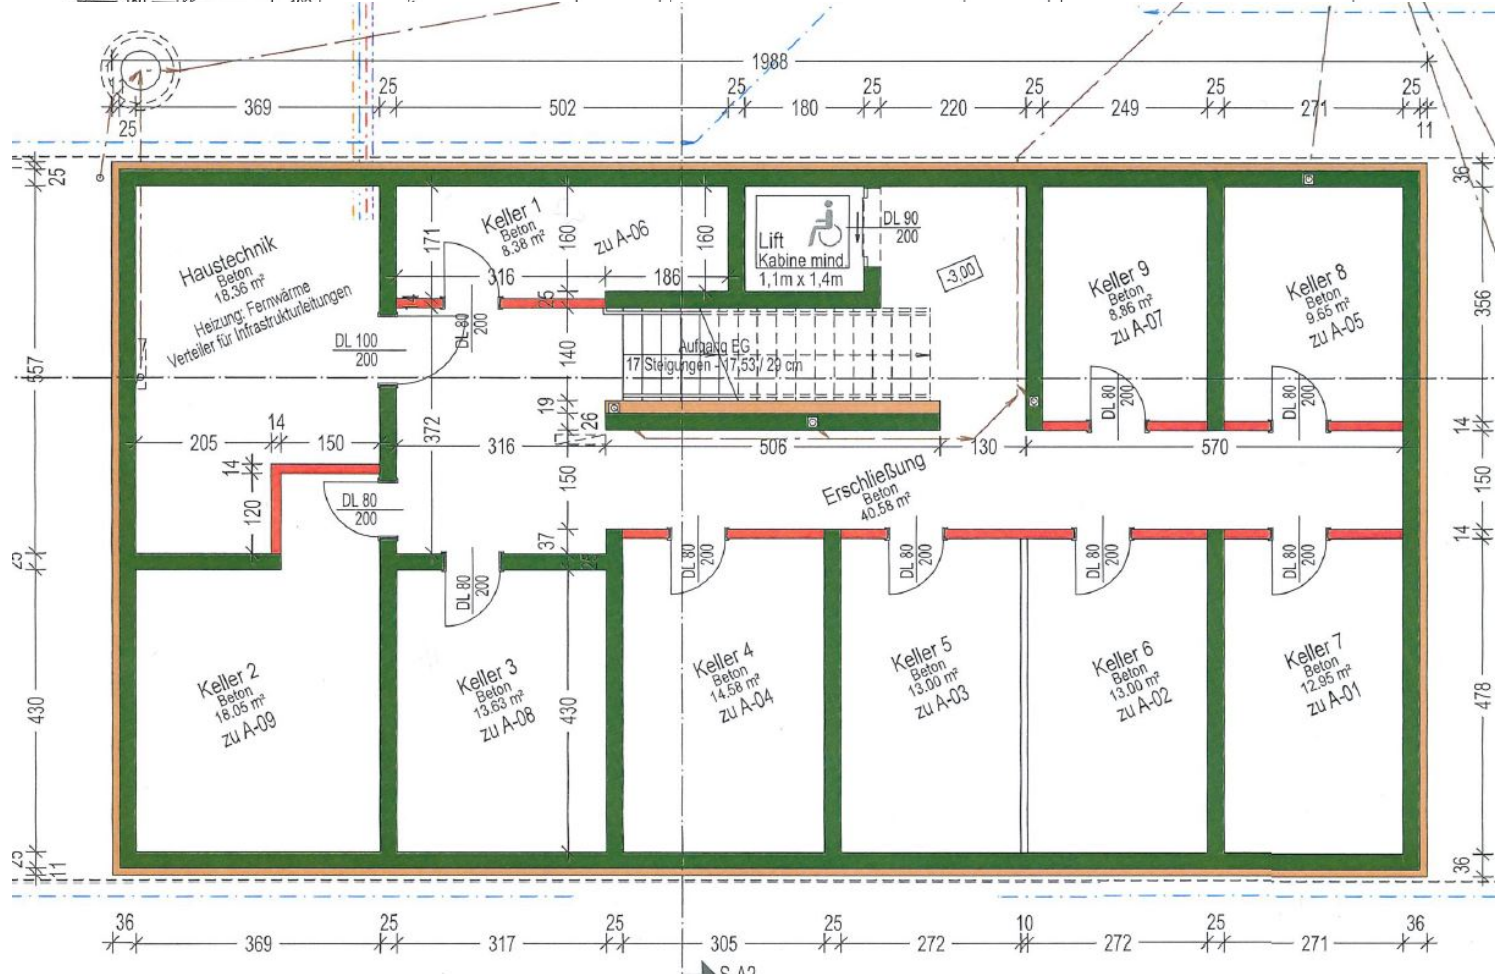 1988
25 25 25 25 25 25
369 502 180 220 249 271
25 11
25 36
Haustechnik
Beton
18.36 m²
Heizung: Fernwärme
Verteiler für Infrastrukturleitungen
Keller 1
Beton
8.38 m²
zu A-06
171 160 160
316 186
14 25
DL 80
200
Lift
Kabine mind.
1,1m x 1,4m
DL 90
200
-3,00
Keller 9
Beton
8.86 m²
zu A-07
Keller 8
Beton
9.65 m²
zu A-05
356
DL 100
200
Aufgang EG
17 Steigungen - 17,53 / 29 cm
140
557
DL 80
200
DL 80
200
14
205 150
372
19
26
316 506 130 570
14
14
120
DL 80
200
150
Erschließung
Beton
40.58 m²
150
37
25
14
25
DL 80
200
DL 80
200
DL 80
200
DL 80
200
DL 80
200
Keller 2
Beton
18.05 m²
zu A-09
Keller 3
Beton
13.63 m²
zu A-08
Keller 4
Beton
14.58 m²
zu A-04
Keller 5
Beton
13.00 m²
zu A-03
Keller 6
Beton
13.00 m²
zu A-02
Keller 7
Beton
12.95 m²
zu A-01
430 430 478
25
11
36
36 25 25 25 10 25 36
369 317 305 272 272 271